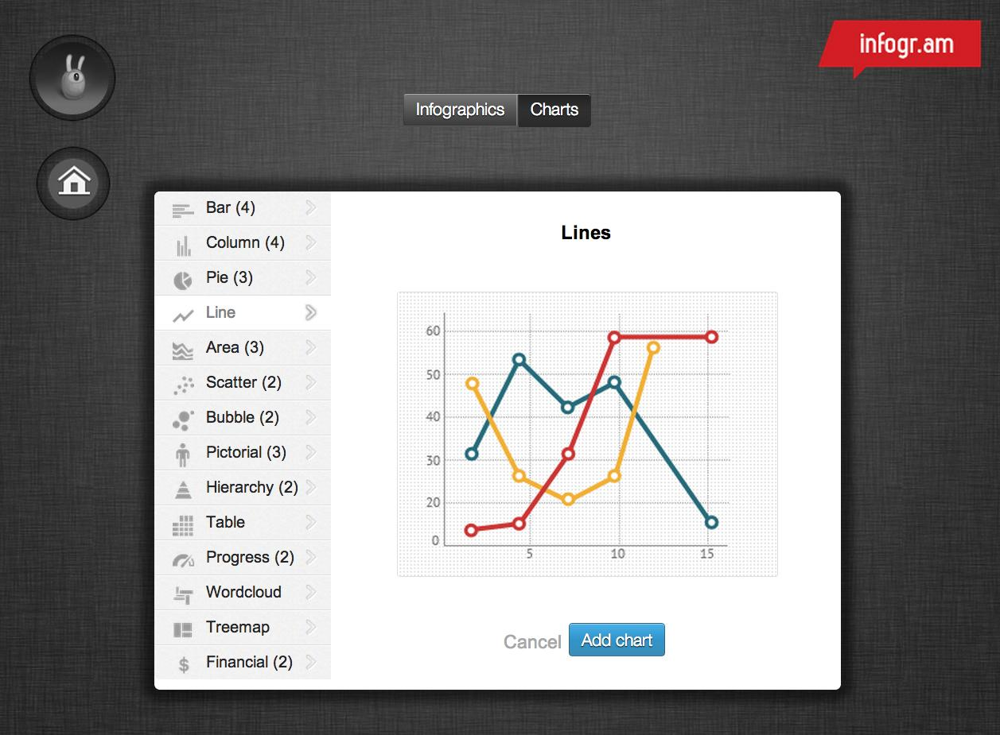 infogr.am
Infographics
Charts
Bar (4)
Column (4)
Pie (3)
Line
Area (3)
Scatter (2)
Bubble (2)
Pictorial (3)
Hierarchy (2)
Table
Progress (2)
Wordcloud
Treemap
Financial (2)
Lines
60
50
40
30
20
0
5
10
15
Cancel
Add chart